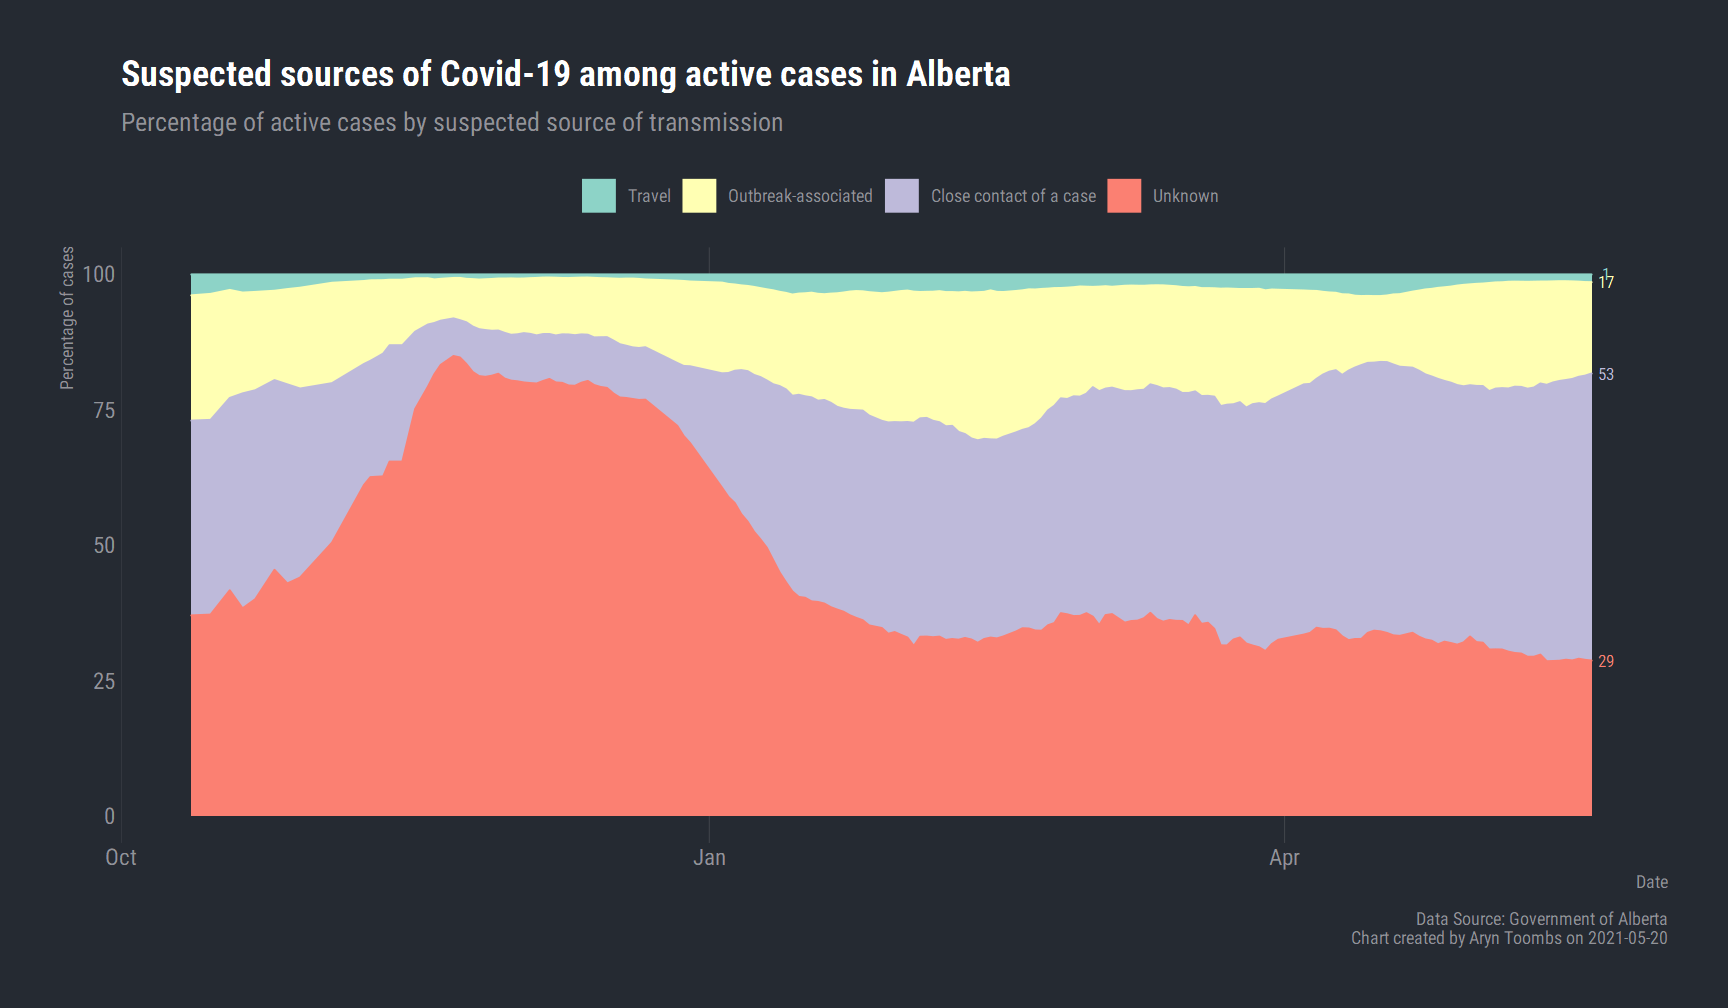 Suspected sources of Covid-19 among active cases in Alberta
Percentage of active cases by suspected source of transmission
Travel
Outbreak-associated
Close contact of a case
Unknown
Percentage of cases
100
75
50
25
0
1
17
53
29
Oct
Jan
Apr
Date
Data Source: Government of Alberta
Chart created by Aryn Toombs on 2021-05-20